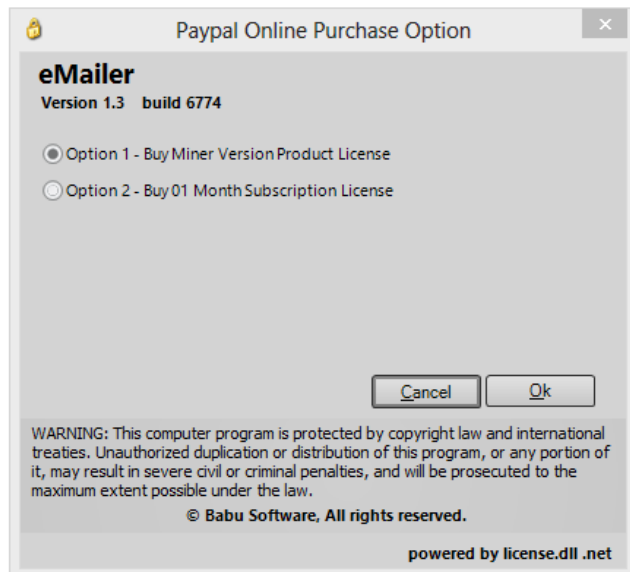 Paypal Online Purchase Option
eMailer
Version 1.3 build 6774
Option 1 - Buy Miner Version Product License
Option 2 - Buy 01 Month Subscription License
Cancel Ok
WARNING: This computer program is protected by copyright law and international
treaties. Unauthorized duplication or distribution of this program, or any portion of
it, may result in severe civil or criminal penalties, and will be prosecuted to the
maximum extent possible under the law.
© Babu Software, All rights reserved.
powered by license.dll .net